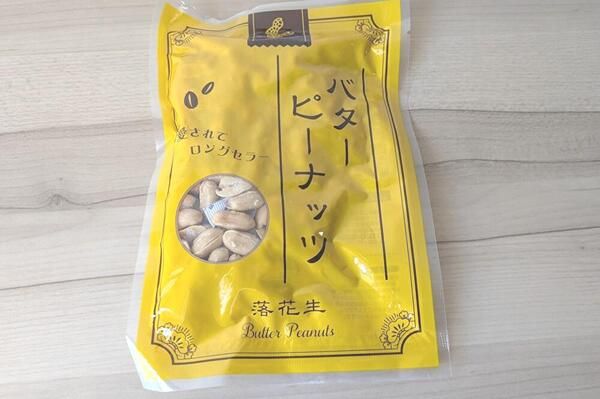 バター
ピーナッツ
愛されて
ロングセラー
落花生
Butter Peanuts